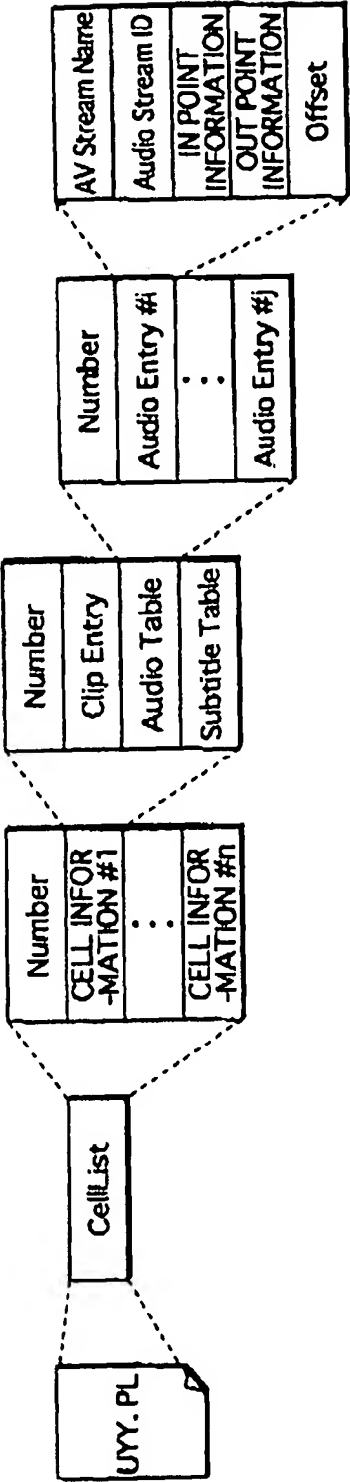 UYY. PL
CellList
Number
CELL INFOR
-MATION #1
...
CELL INFOR
-MATION #n
Number
Clip Entry
Audio Table
Subtitle Table
Number
Audio Entry #i
...
Audio Entry #j
AV Stream Name
Audio Stream ID
IN POINT
INFORMATION
OUT POINT
INFORMATION
Offset